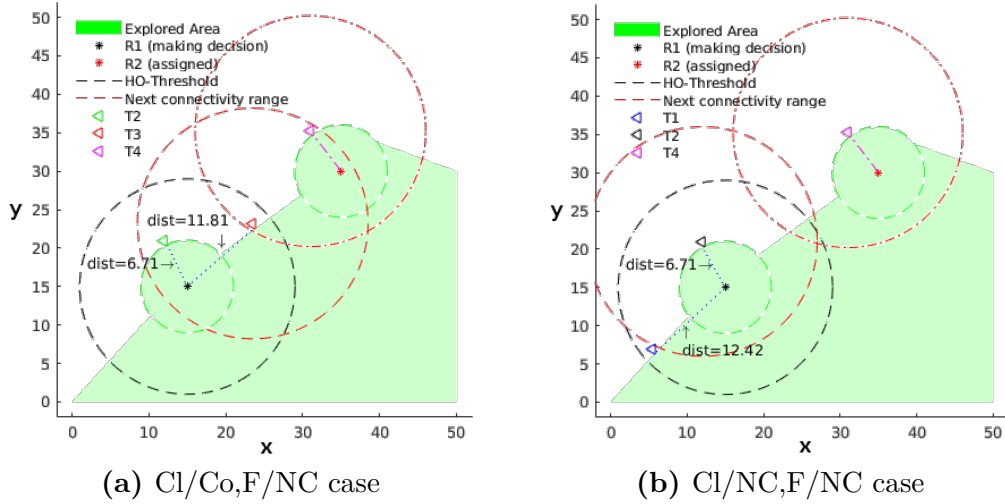 50
45
40
35
30
25
20
15
10
5
0
y
0 10 20 30 40 50
x
Explored Area
R1 (making decision)
R2 (assigned)
HO-Threshold
Next connectivity range
T2
T3
T4
dist=11.81
dist=6.71→
(a) Cl/Co,F/NC case
50
45
40
35
30
25
20
15
10
5
0
y
0 10 20 30 40 50
x
Explored Area
R1 (making decision)
R2 (assigned)
HO-Threshold
Next connectivity range
T1
T2
T4
dist=6.71→
dist=12.42
(b) Cl/NC,F/NC case